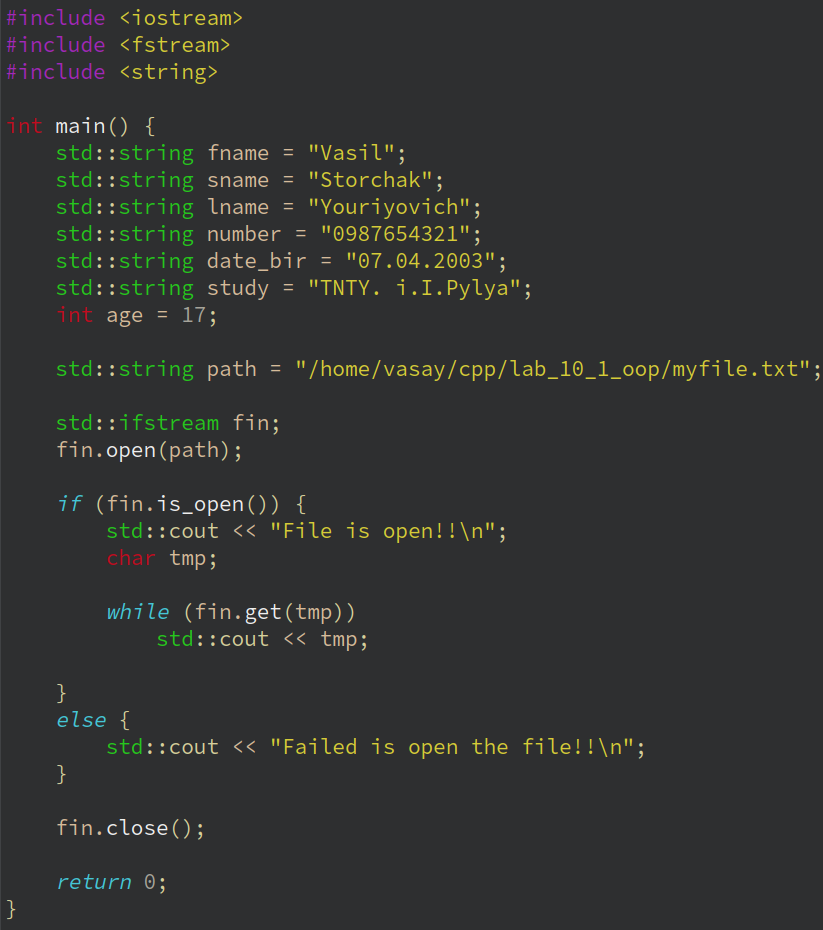 #include <iostream>
#include <fstream>
#include <string>

int main() {
    std::string fname = "Vasil";
    std::string sname = "Storchak";
    std::string lname = "Youriyovich";
    std::string number = "0987654321";
    std::string date_bir = "07.04.2003";
    std::string study = "TNTY. i.I.Pylya";
    int age = 17;

    std::string path = "/home/vasay/cpp/lab_10_1_oop/myfile.txt";

    std::ifstream fin;
    fin.open(path);

    if (fin.is_open()) {
        std::cout << "File is open!!\n";
        char tmp;

        while (fin.get(tmp))
            std::cout << tmp;

    }
    else {
        std::cout << "Failed is open the file!!\n";
    }

    fin.close();

    return 0;
}